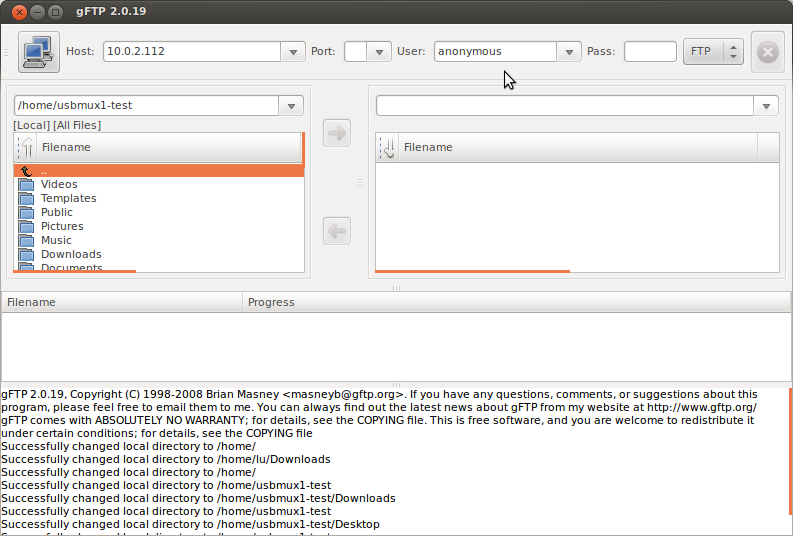 gFTP 2.0.19
Host: 10.0.2.112 Port: User: anonymous Pass: FTP
/home/usbmux1-test
[Local] [All Files]
Filename
Filename
..
Videos
Templates
Public
Pictures
Music
Downloads
Documents
Filename Progress
gFTP 2.0.19, Copyright (C) 1998-2008 Brian Masney <masneyb@gftp.org>. If you have any questions, comments, or suggestions about this
program, please feel free to email them to me. You can always find out the latest news about gFTP from my website at http://www.gftp.org/
gFTP comes with ABSOLUTELY NO WARRANTY; for details, see the COPYING file. This is free software, and you are welcome to redistribute it
under certain conditions; for details, see the COPYING file
Successfully changed local directory to /home/
Successfully changed local directory to /home/lu/Downloads
Successfully changed local directory to /home/
Successfully changed local directory to /home/usbmux1-test
Successfully changed local directory to /home/usbmux1-test/Downloads
Successfully changed local directory to /home/usbmux1-test
Successfully changed local directory to /home/usbmux1-test/Desktop